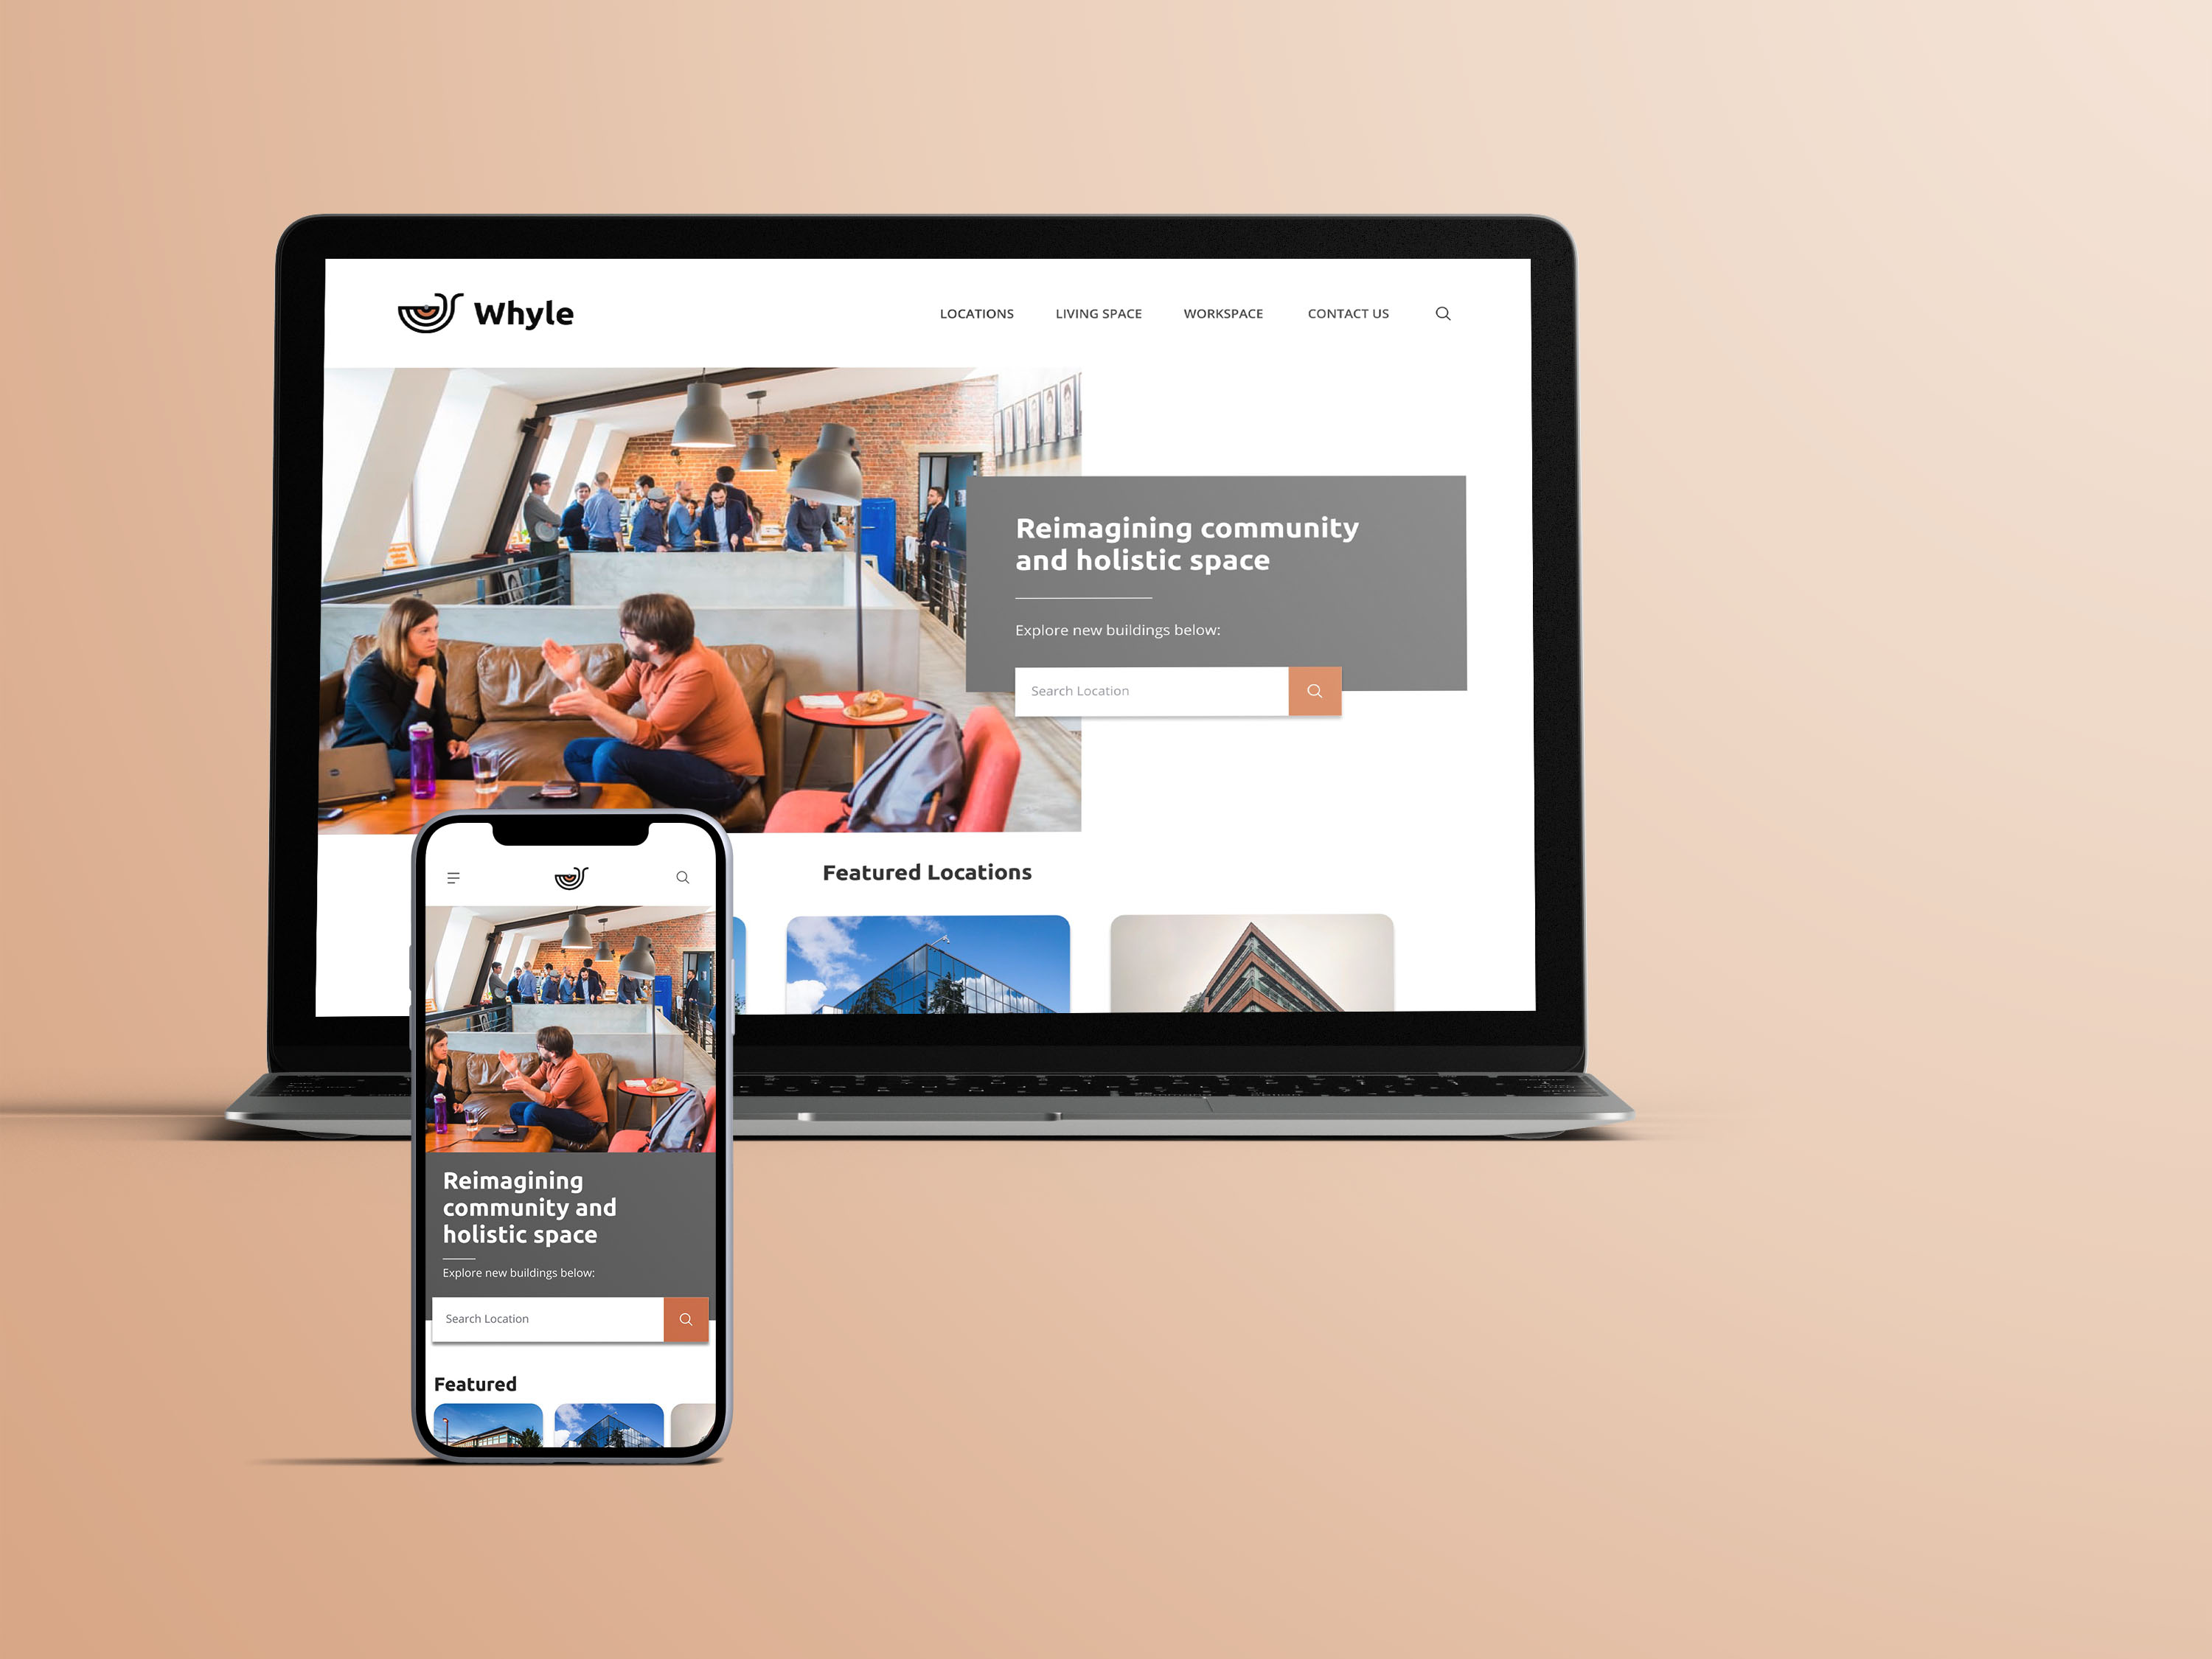 Whyle
LOCATIONS
LIVING SPACE
WORKSPACE
CONTACT US
Reimagining community
and holistic space
Explore new buildings below:
Search Location
Featured Locations
Reimagining
community and
holistic space
Explore new buildings below:
Search Location
Featured